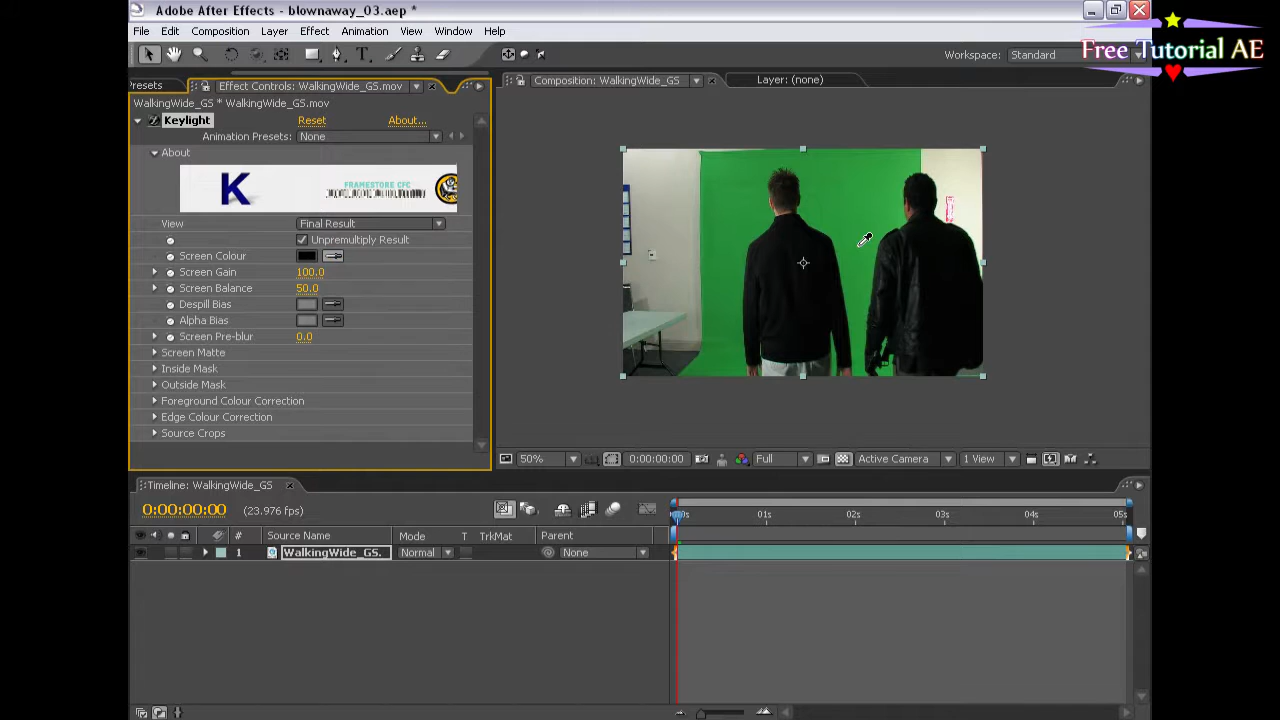 Adobe After Effects - blownaway_03.aep *
File Edit Composition Layer Effect Animation View Window Help
Workspace: Standard
Free Tutorial AE
Presets Effect Controls: WalkingWide_GS.mov
WalkingWide_GS * WalkingWide_GS.mov
Keylight Reset About...
Animation Presets: None
About
K FRAMESTORE CFC
View Final Result
Unpremultiply Result
Screen Colour
Screen Gain 100.0
Screen Balance 50.0
Despill Bias
Alpha Bias
Screen Pre-blur 0.0
Screen Matte
Inside Mask
Outside Mask
Foreground Colour Correction
Edge Colour Correction
Source Crops
Composition: WalkingWide_GS Layer: (none)
50% 0:00:00:00 Full Active Camera 1 View
Timeline: WalkingWide_GS
0:00:00:00 (23.976 fps)
# Source Name Mode T TrkMat Parent
1 WalkingWide_GS. Normal None
01s 02s 03s 04s 05s